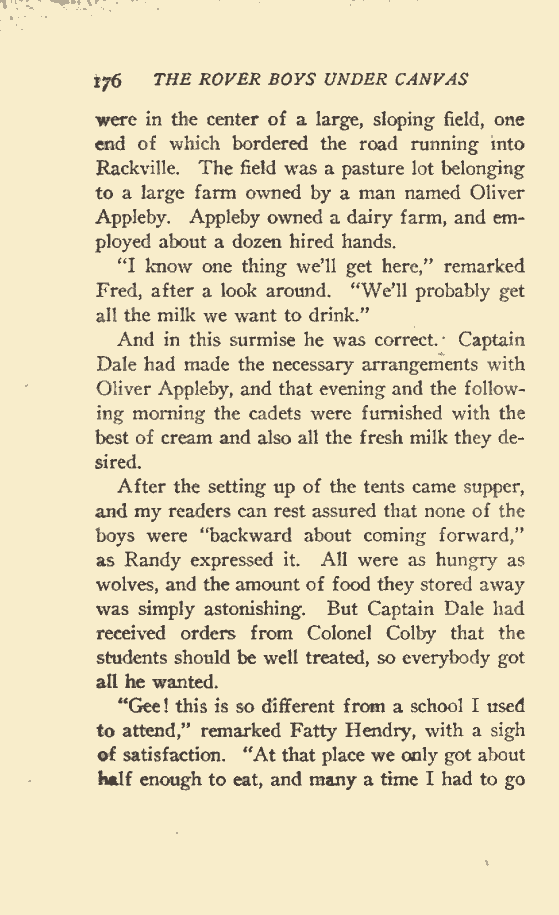 176 THE ROVER BOYS UNDER CANVAS
were in the center of a large, sloping field, one
end of which bordered the road running into
Rackville. The field was a pasture lot belonging
to a large farm owned by a man named Oliver
Appleby. Appleby owned a dairy farm, and em-
ployed about a dozen hired hands.
"I know one thing we'll get here," remarked
Fred, after a look around. "We'll probably get
all the milk we want to drink."
And in this surmise he was correct. Captain
Dale had made the necessary arrangements with
Oliver Appleby, and that evening and the follow-
ing morning the cadets were furnished with the
best of cream and also all the fresh milk they de-
sired.
After the setting up of the tents came supper,
and my readers can rest assured that none of the
boys were "backward about coming forward,"
as Randy expressed it. All were as hungry as
wolves, and the amount of food they stored away
was simply astonishing. But Captain Dale had
received orders from Colonel Colby that the
students should be well treated, so everybody got
all he wanted.
"Gee! this is so different from a school I used
to attend," remarked Fatty Hendry, with a sigh
of satisfaction. "At that place we only got about
half enough to eat, and many a time I had to go